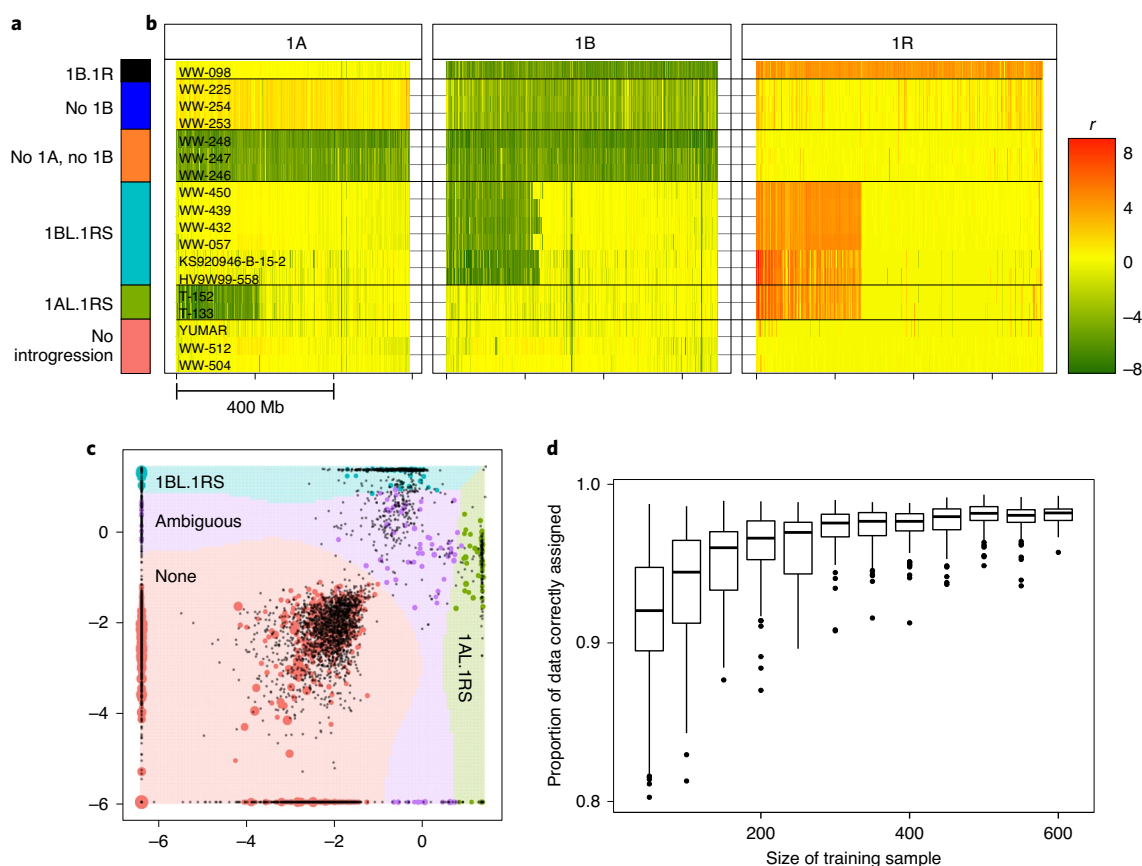 a
b
1A
1B
1R
1B.1R
No 1B
No 1A, no 1B
1BL.1RS
1AL.1RS
No
introgression
WW-098
WW-225
WW-254
WW-253
WW-248
WW-247
WW-246
WW-450
WW-439
WW-432
WW-057
KS920946-B-15-2
HV9W99-558
T-152
T-133
YUMAR
WW-512
WW-504
400 Mb
r
8
4
0
−4
−8
c
1BL.1RS
Ambiguous
None
1AL.1RS
0
−2
−4
−6
−6
−4
−2
0
d
Proportion of data correctly assigned
1.0
0.9
0.8
200
400
600
Size of training sample